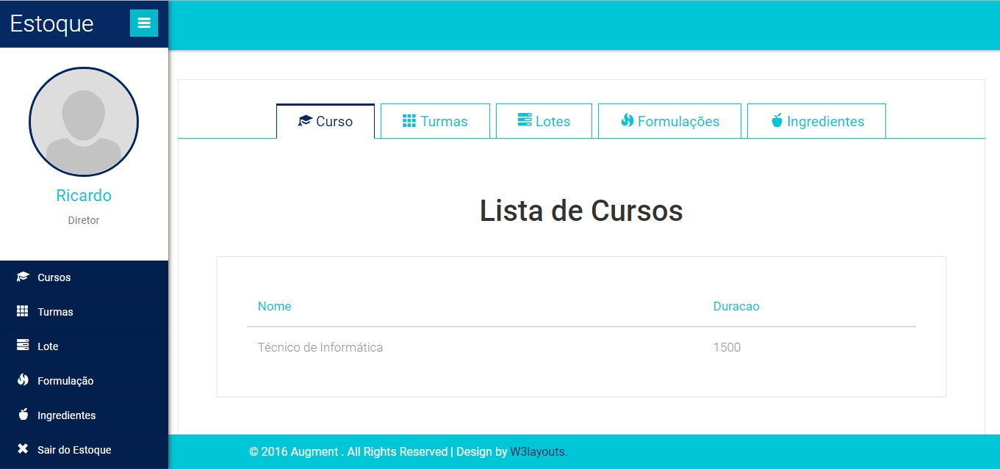 Estoque
Ricardo
Diretor
Cursos
Turmas
Lote
Formulação
Ingredientes
Sair do Estoque
Curso Turmas Lotes Formulações Ingredientes
Lista de Cursos
Nome Duracao
Técnico de Informática 1500
© 2016 Augment . All Rights Reserved | Design by W3layouts.